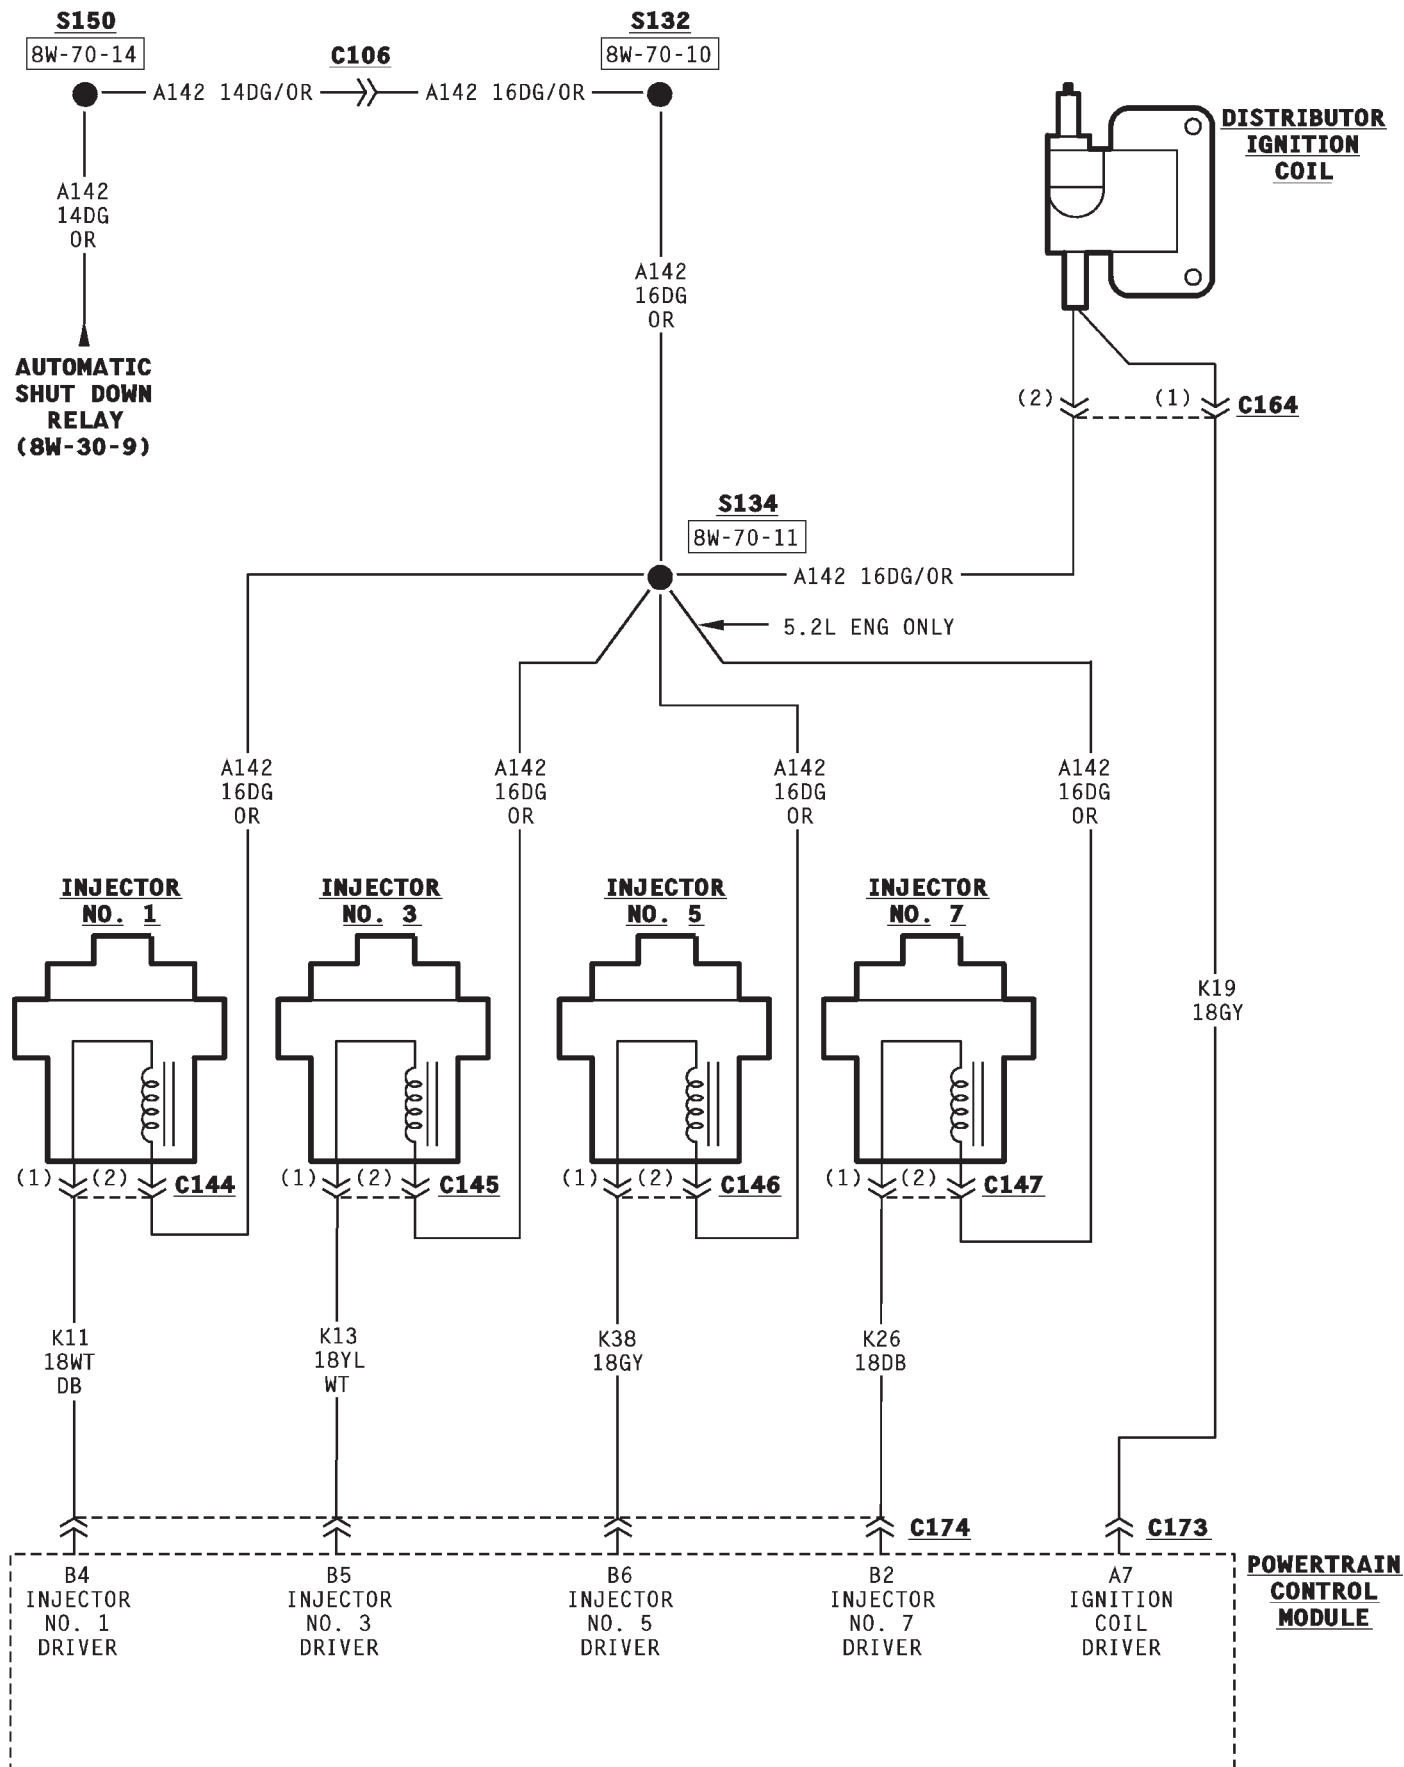 S150
8W-70-14
C106
S132
8W-70-10
A142 14DG/OR
A142 16DG/OR
DISTRIBUTOR
IGNITION
COIL
A142
14DG
OR
A142
16DG
OR
AUTOMATIC
SHUT DOWN
RELAY
(8W-30-9)
(2)
(1)
C164
S134
8W-70-11
A142 16DG/OR
5.2L ENG ONLY
A142
16DG
OR
A142
16DG
OR
A142
16DG
OR
A142
16DG
OR
INJECTOR
NO. 1
INJECTOR
NO. 3
INJECTOR
NO. 5
INJECTOR
NO. 7
K19
18GY
(1)
(2)
C144
(1)
(2)
C145
(1)
(2)
C146
(1)
(2)
C147
K11
18WT
DB
K13
18YL
WT
K38
18GY
K26
18DB
C174
C173
B4
INJECTOR
NO. 1
DRIVER
B5
INJECTOR
NO. 3
DRIVER
B6
INJECTOR
NO. 5
DRIVER
B2
INJECTOR
NO. 7
DRIVER
A7
IGNITION
COIL
DRIVER
POWERTRAIN
CONTROL
MODULE